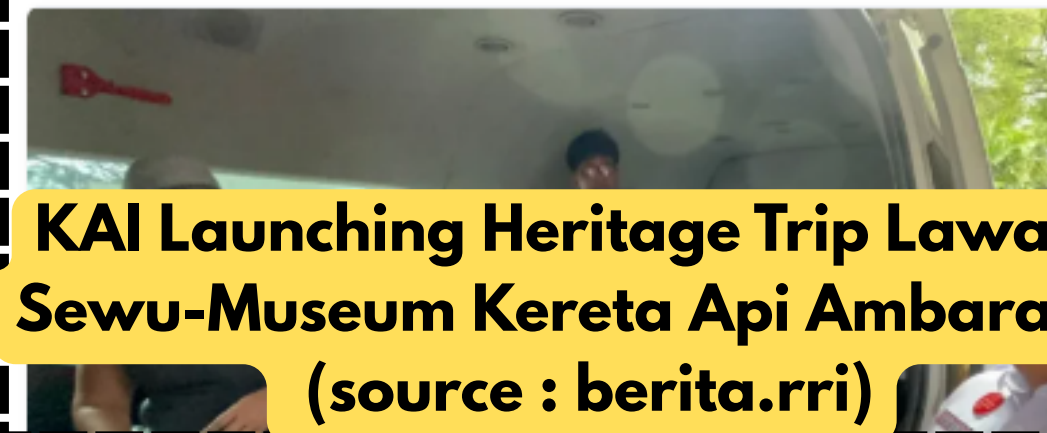 KAI Launching Heritage Trip Lawa
Sewu-Museum Kereta Api Ambara
(source : berita.rri)